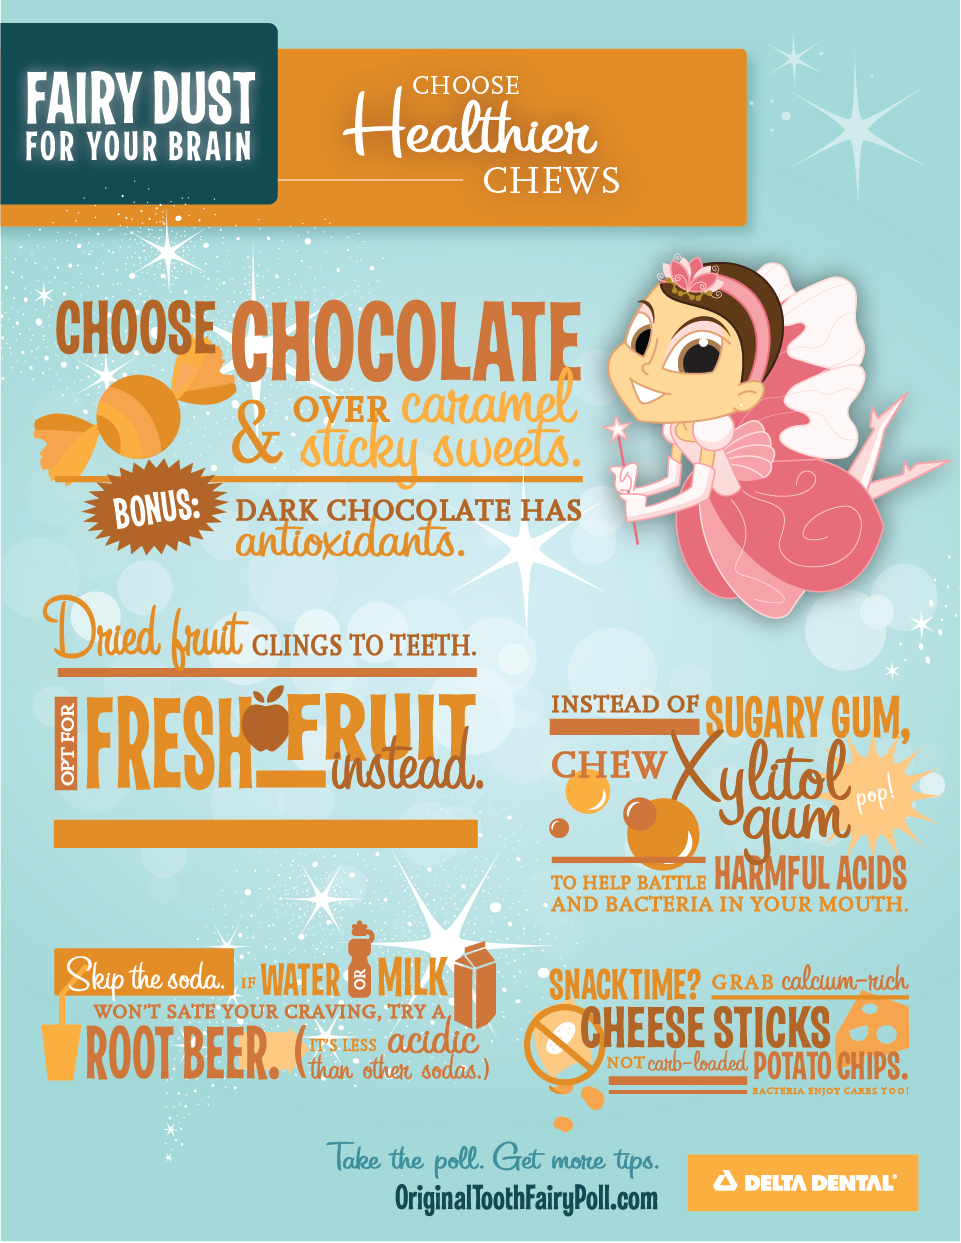 FAIRY DUST
FOR YOUR BRAIN
CHOOSE
Healthier
CHEWS
CHOOSE CHOCOLATE
& OVER caramel
sticky sweets.
BONUS:
DARK CHOCOLATE HAS
antioxidants.
Dried fruit CLINGS TO TEETH.
OPT FOR
FRESH FRUIT
instead.
INSTEAD OF SUGARY GUM,
CHEW Xylitol
gum
pop!
TO HELP BATTLE HARMFUL ACIDS
AND BACTERIA IN YOUR MOUTH.
Skip the soda. IF WATER OR MILK
WON'T SATE YOUR CRAVING, TRY A
ROOT BEER. (IT'S LESS acidic
than other sodas.)
SNACKTIME? GRAB calcium-rich
CHEESE STICKS
NOT carb-loaded POTATO CHIPS.
BACTERIA ENJOY CARBS TOO!
Take the poll. Get more tips.
OriginalToothFairyPoll.com
DELTA DENTAL®